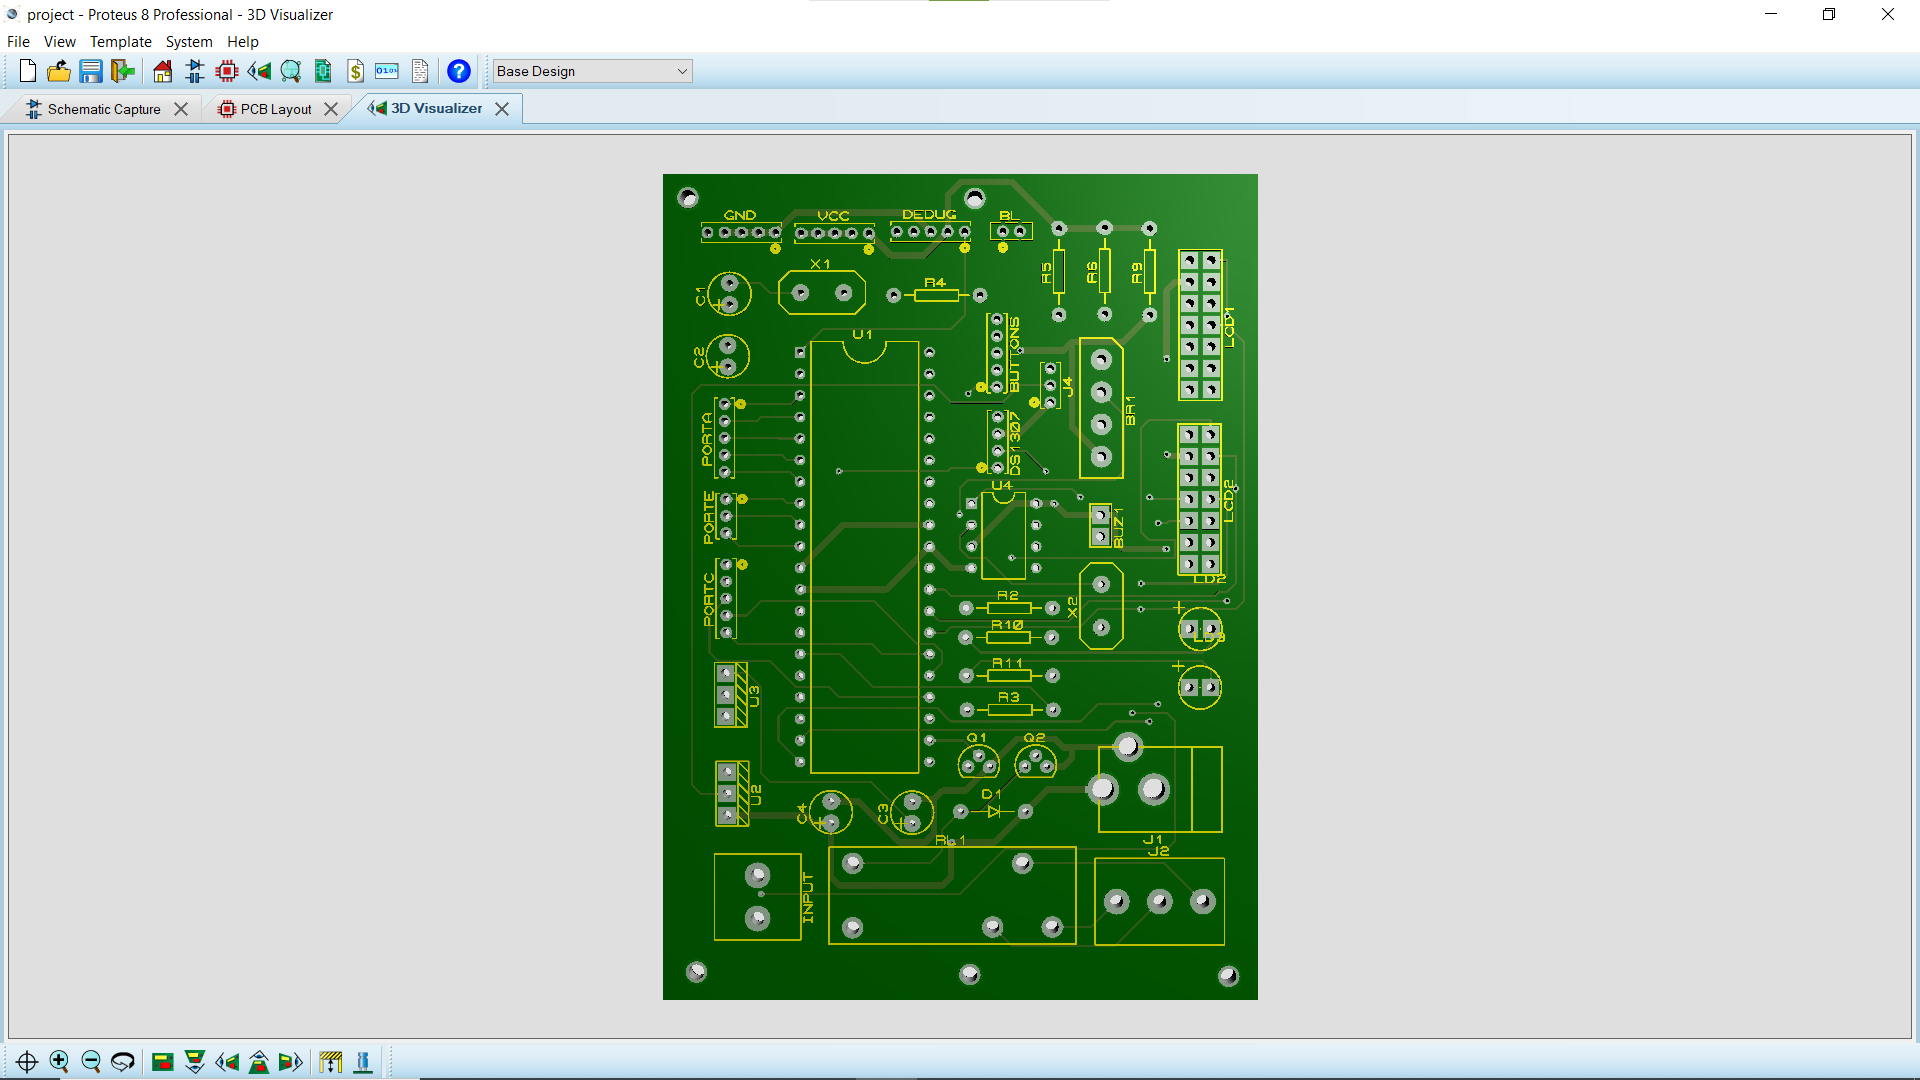 project - Proteus 8 Professional - 3D Visualizer
File View Template System Help
$ 0101 ? Base Design
Schematic Capture PCB Layout 3D Visualizer
GND VCC DEDUG BL
X1
C1 R4 R5 R6 R9
LCD1
BUTTONS
U1
C2
J4
BR1
PORTA
DS1307
U4
LCD2
PORTE
BUZ1
LD2
PORTC
R2
X2
R10
LD3
R11
U3
R3
Q1 Q2
U2
D1
C4 C3
RL1
J1
J2
INPUT